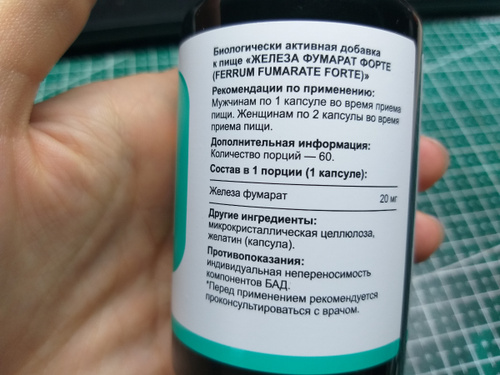 Биологически активная добавка
к пище «ЖЕЛЕЗА ФУМАРАТ ФОРТЕ
(FERRUM FUMARATE FORTE)»
Рекомендации по применению:
Мужчинам по 1 капсуле во время приема
пищи. Женщинам по 2 капсулы во время
приема пищи.
Дополнительная информация:
Количество порций — 60.
Состав в 1 порции (1 капсуле):
Железа фумарат 20 мг
Другие ингредиенты:
микрокристаллическая целлюлоза,
желатин (капсула).
Противопоказания:
индивидуальная непереносимость
компонентов БАД.
*Перед применением рекомендуется
проконсультироваться с врачом.